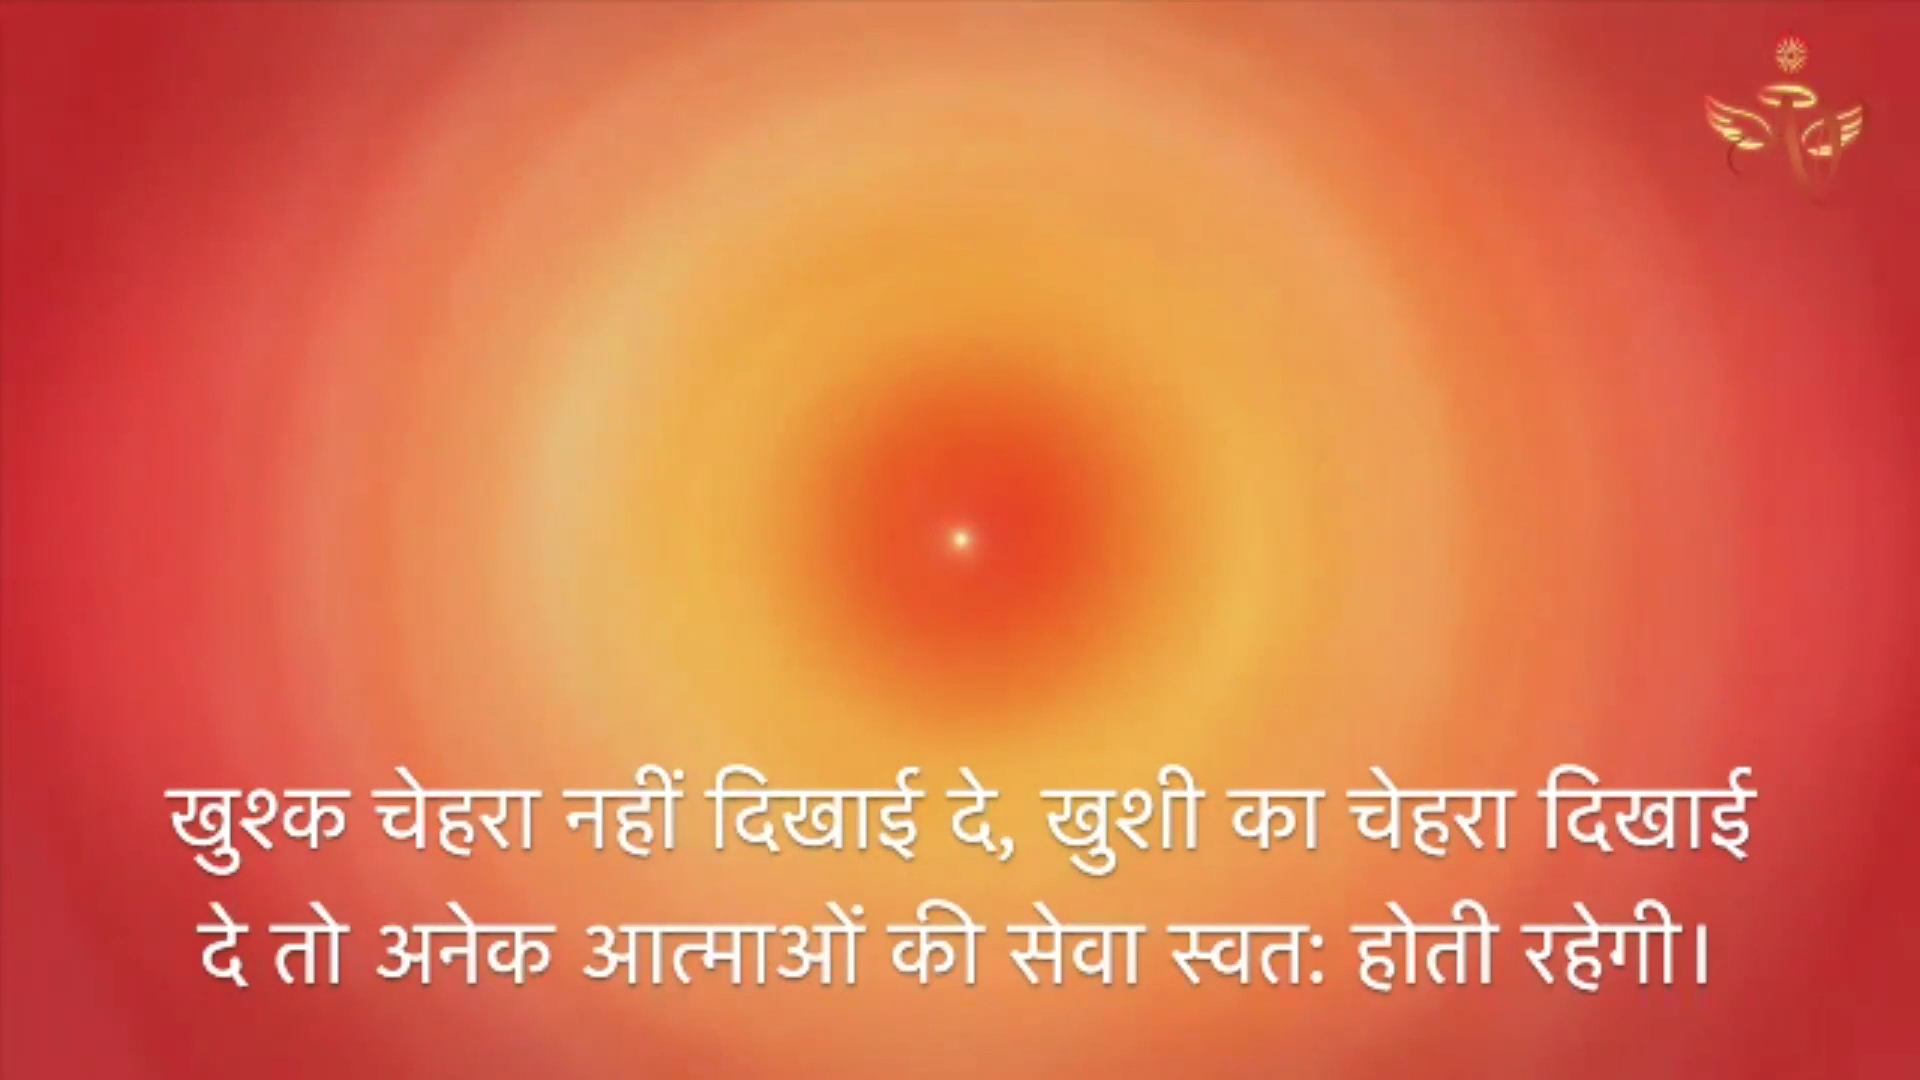 खुश्क चेहरा नहीं दिखाई दे, खुशी का चेहरा दिखाई
दे तो अनेक आत्माओं की सेवा स्वत: होती रहेगी।